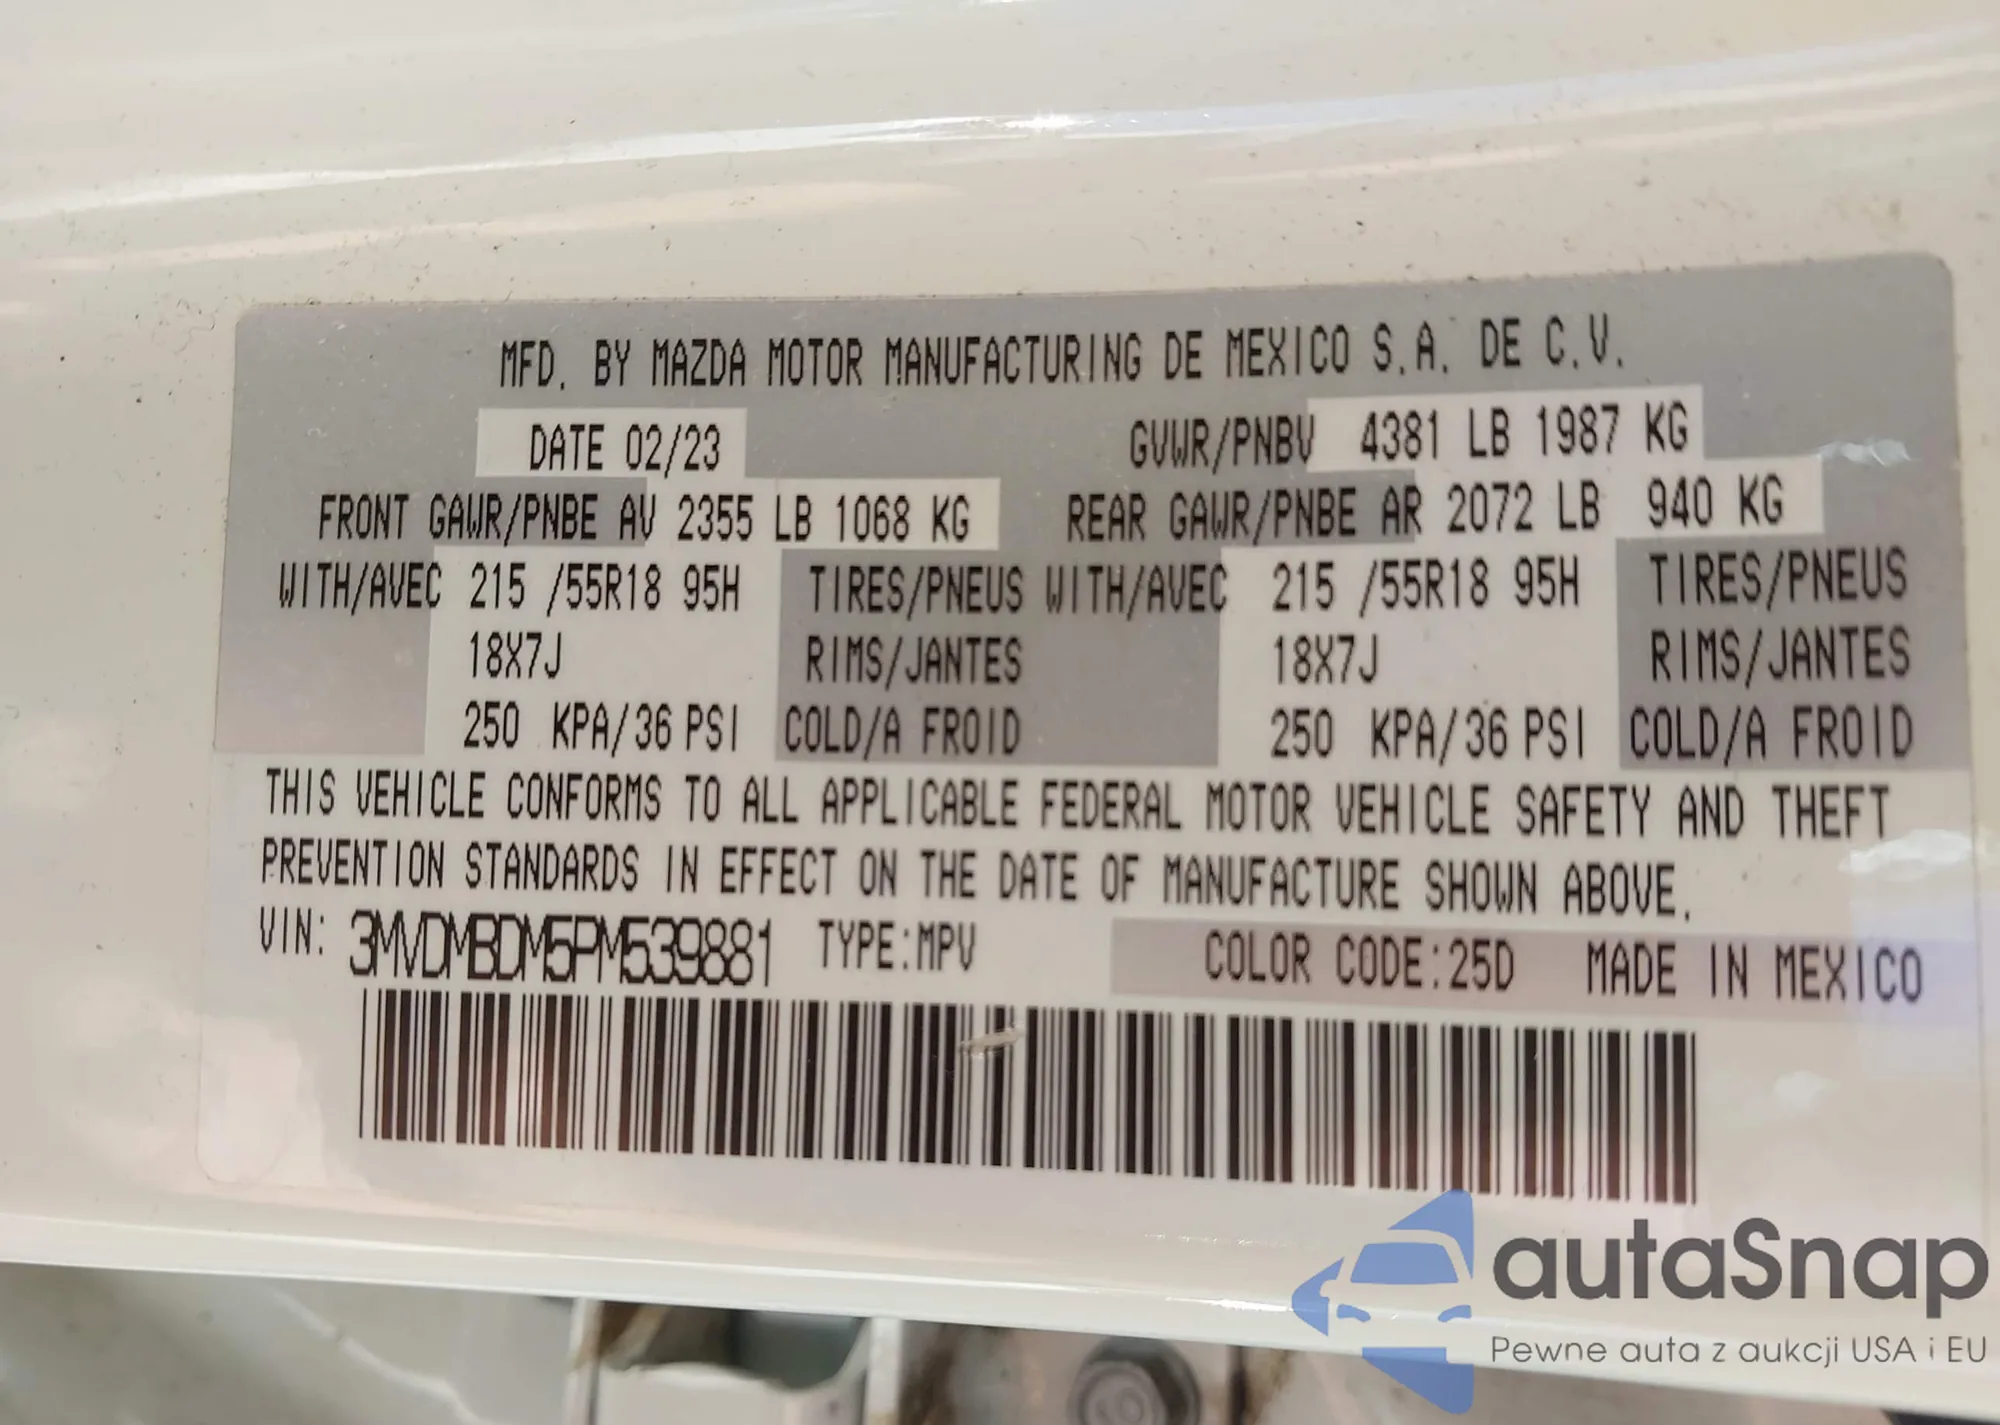 MFD. BY MAZDA MOTOR MANUFACTURING DE MEXICO S.A. DE C.V.
DATE 02/23 GVWR/PNBV 4381 LB 1987 KG
FRONT GAWR/PNBE AV 2355 LB 1068 KG REAR GAWR/PNBE AR 2072 LB 940 KG
WITH/AVEC 215 /55R18 95H TIRES/PNEUS WITH/AVEC 215 /55R18 95H TIRES/PNEUS
18X7J RIMS/JANTES 18X7J RIMS/JANTES
250 KPA/36 PSI COLD/A FROID 250 KPA/36 PSI COLD/A FROID
THIS VEHICLE CONFORMS TO ALL APPLICABLE FEDERAL MOTOR VEHICLE SAFETY AND THEFT
PREVENTION STANDARDS IN EFFECT ON THE DATE OF MANUFACTURE SHOWN ABOVE.
VIN: 3MVDMBDM5PM539881 TYPE:MPV COLOR CODE:25D MADE IN MEXICO
autaSnap
Pewne auta z aukcji USA i EU